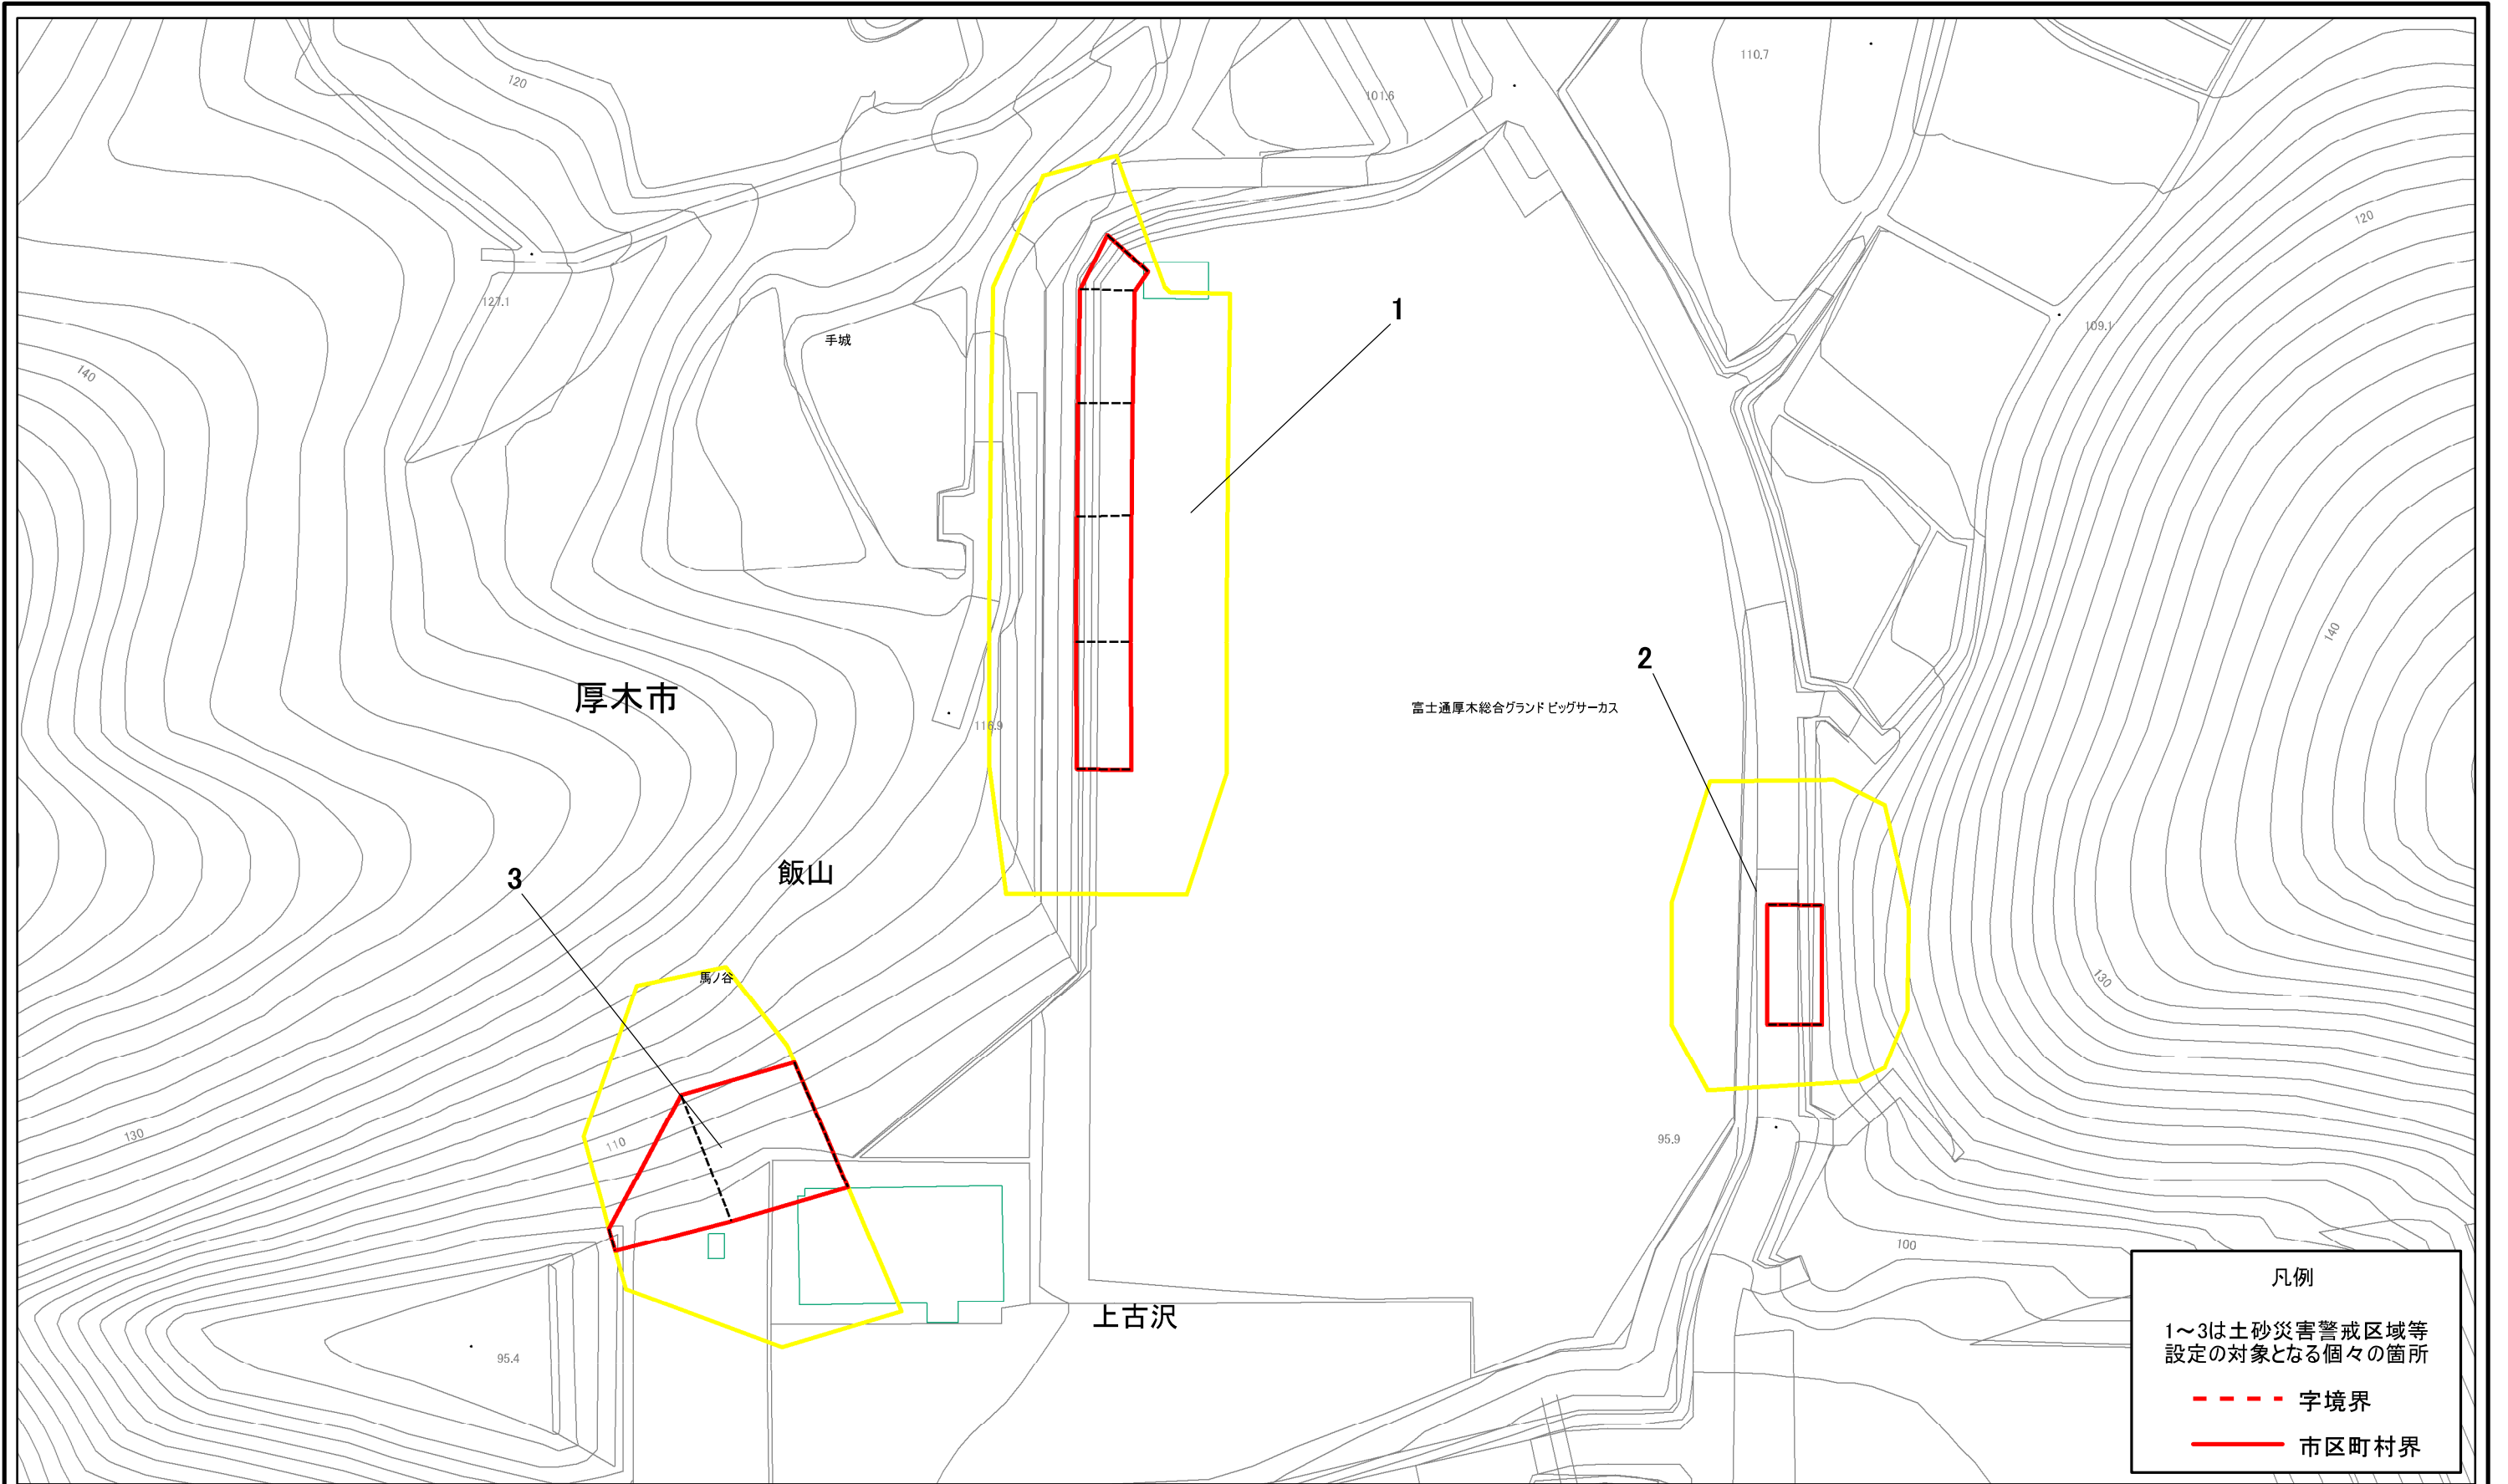 120
110.7
101.6
120
127.1
1
109.1
手城
140
140
2
厚木市
富士通厚木総合グランド ビッグサーカス
116.9
飯山
3
馬ノ谷
130
95.9
130
110
100
上古沢
95.4
凡例
1～3は土砂災害警戒区域等
設定の対象となる個々の箇所
字境界
市区町村界